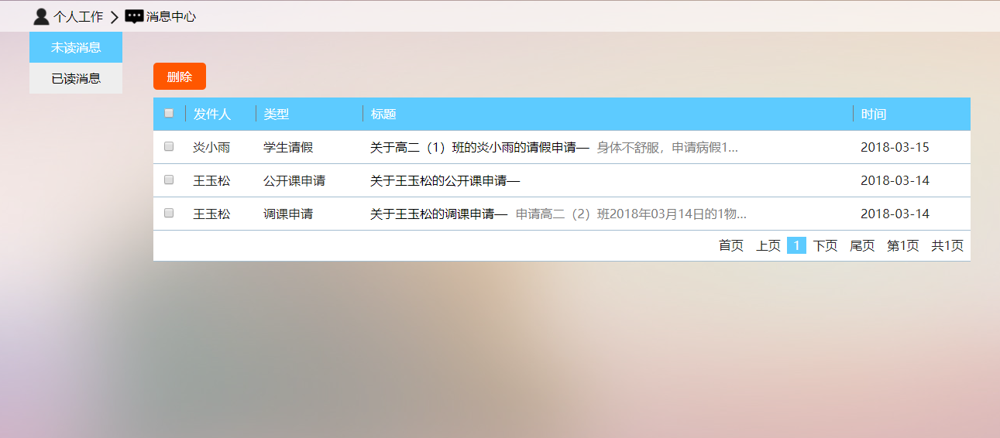 个人工作 消息中心
未读消息
已读消息
删除
发件人 类型 标题 时间
炎小雨 学生请假 关于高二（1）班的炎小雨的请假申请— 身体不舒服，申请病假1... 2018-03-15
王玉松 公开课申请 关于王玉松的公开课申请— 2018-03-14
王玉松 调课申请 关于王玉松的调课申请— 申请高二（2）班2018年03月14日的1物... 2018-03-14
首页 上页 1 下页 尾页 第1页 共1页